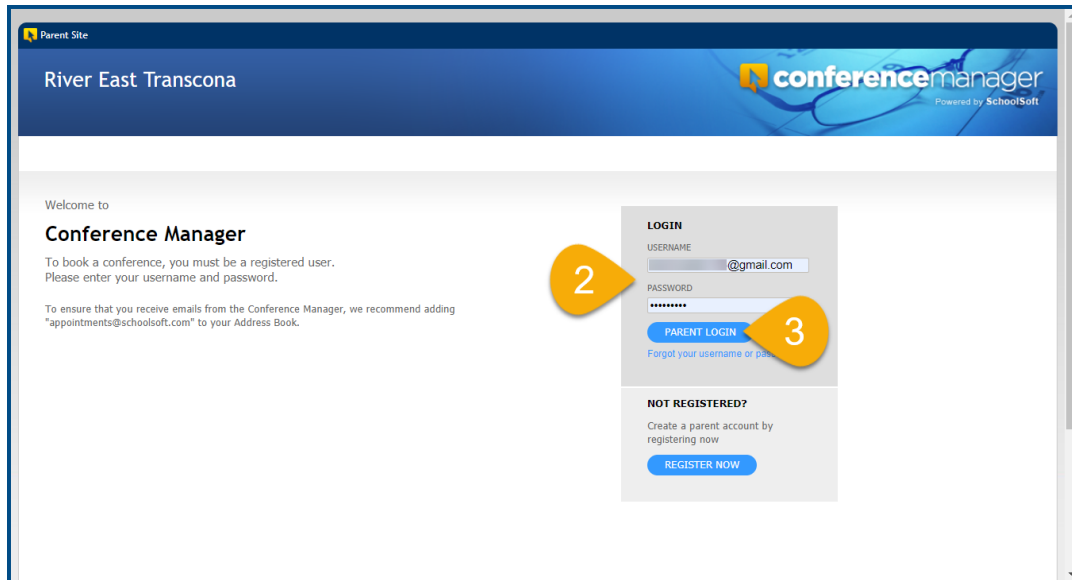 Parent Site
River East Transcona
conferencemanager
Powered by SchoolSoft
Welcome to
Conference Manager
To book a conference, you must be a registered user.
Please enter your username and password.
To ensure that you receive emails from the Conference Manager, we recommend adding
"appointments@schoolsoft.com" to your Address Book.
LOGIN
USERNAME
@gmail.com
2
PASSWORD
•••••••••
PARENT LOGIN
3
Forgot your username or
NOT REGISTERED?
Create a parent account by
registering now
REGISTER NOW